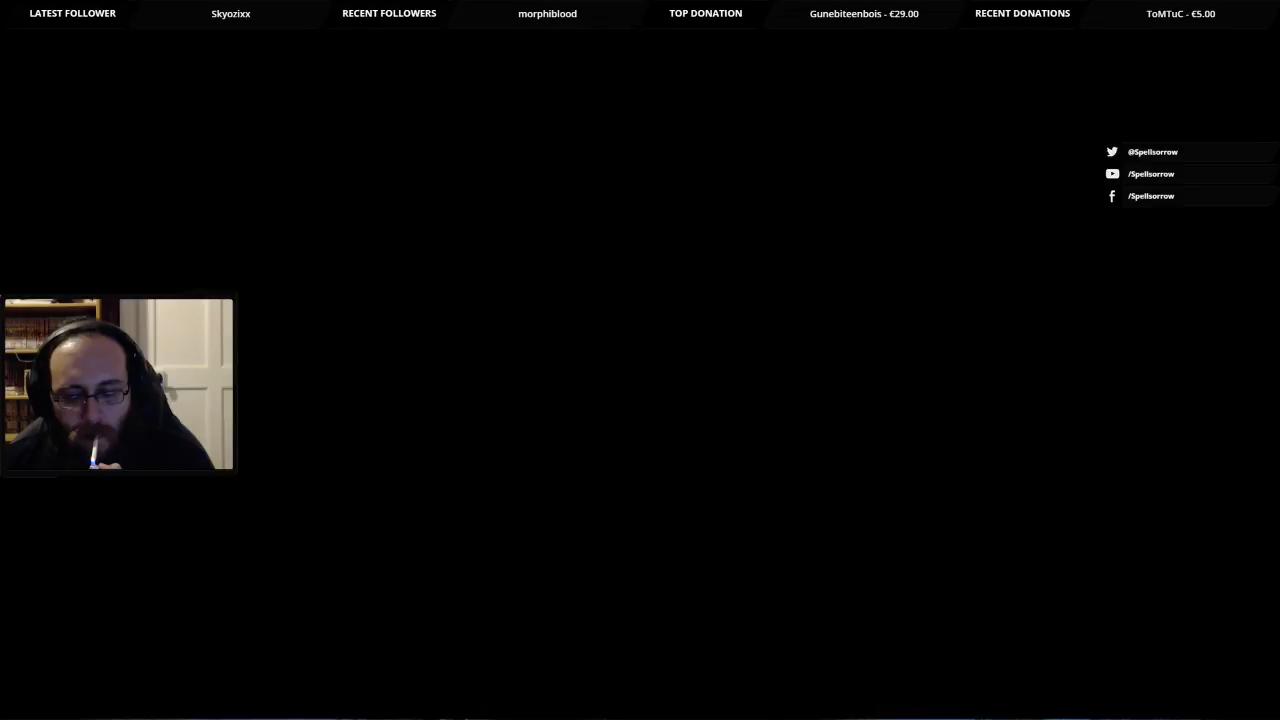 LATEST FOLLOWER Skyozixx RECENT FOLLOWERS morphiblood TOP DONATION Gunebiteenbois - €29.00 RECENT DONATIONS ToMTuC - €5.00
@Spellsorrow
/Spellsorrow
/Spellsorrow